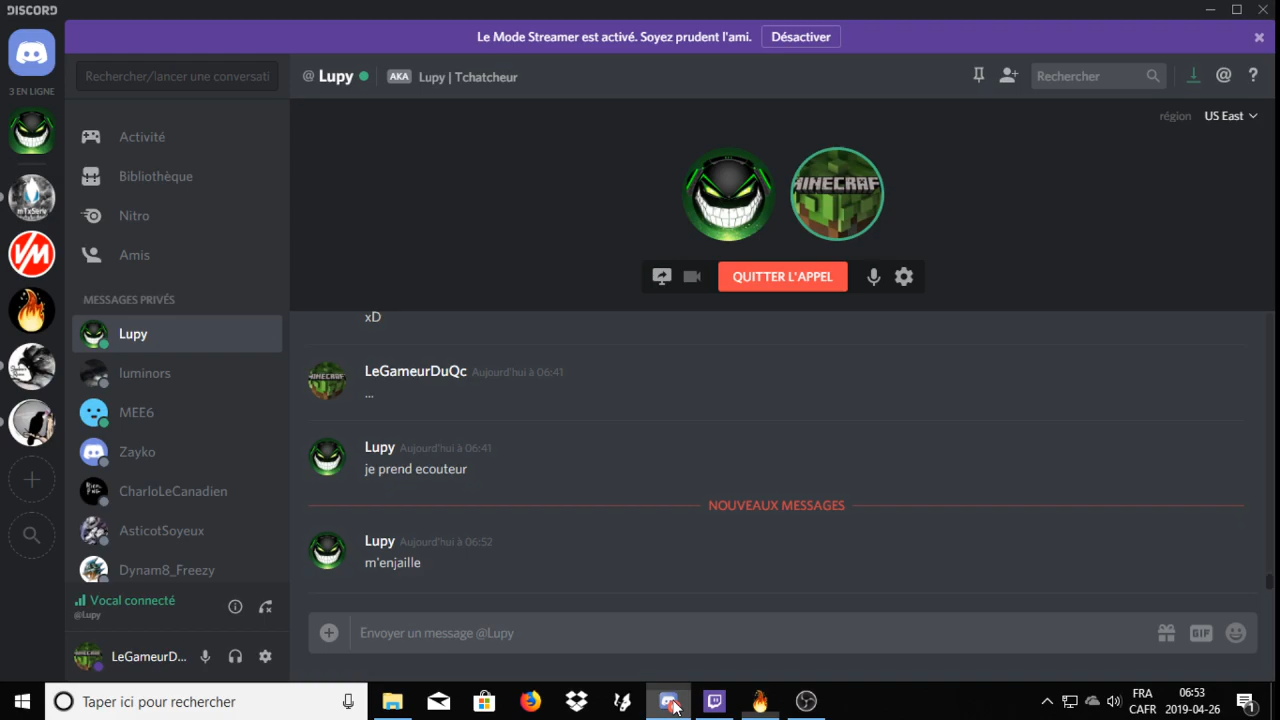 DISCORD
Le Mode Streamer est activé. Soyez prudent l'ami.
Désactiver
3 EN LIGNE
Rechercher/lancer une conversati
@ Lupy
AKA
Lupy | Tchatcheur
Rechercher
région
US East
Activité
Bibliothèque
Nitro
Amis
MESSAGES PRIVÉS
Lupy
luminors
MEE6
Zayko
CharloLeCanadien
AsticotSoyeux
Dynam8_Freezy
mTxServ
VM
MINECRAF
QUITTER L'APPEL
xD
LeGameurDuQc Aujourd'hui à 06:41
...
Lupy Aujourd'hui à 06:41
je prend ecouteur
NOUVEAUX MESSAGES
Lupy Aujourd'hui à 06:52
m'enjaille
Vocal connecté
@Lupy
LeGameurD...
Envoyer un message @Lupy
GIF
Taper ici pour rechercher
FRA
CAFR
06:53
2019-04-26
1